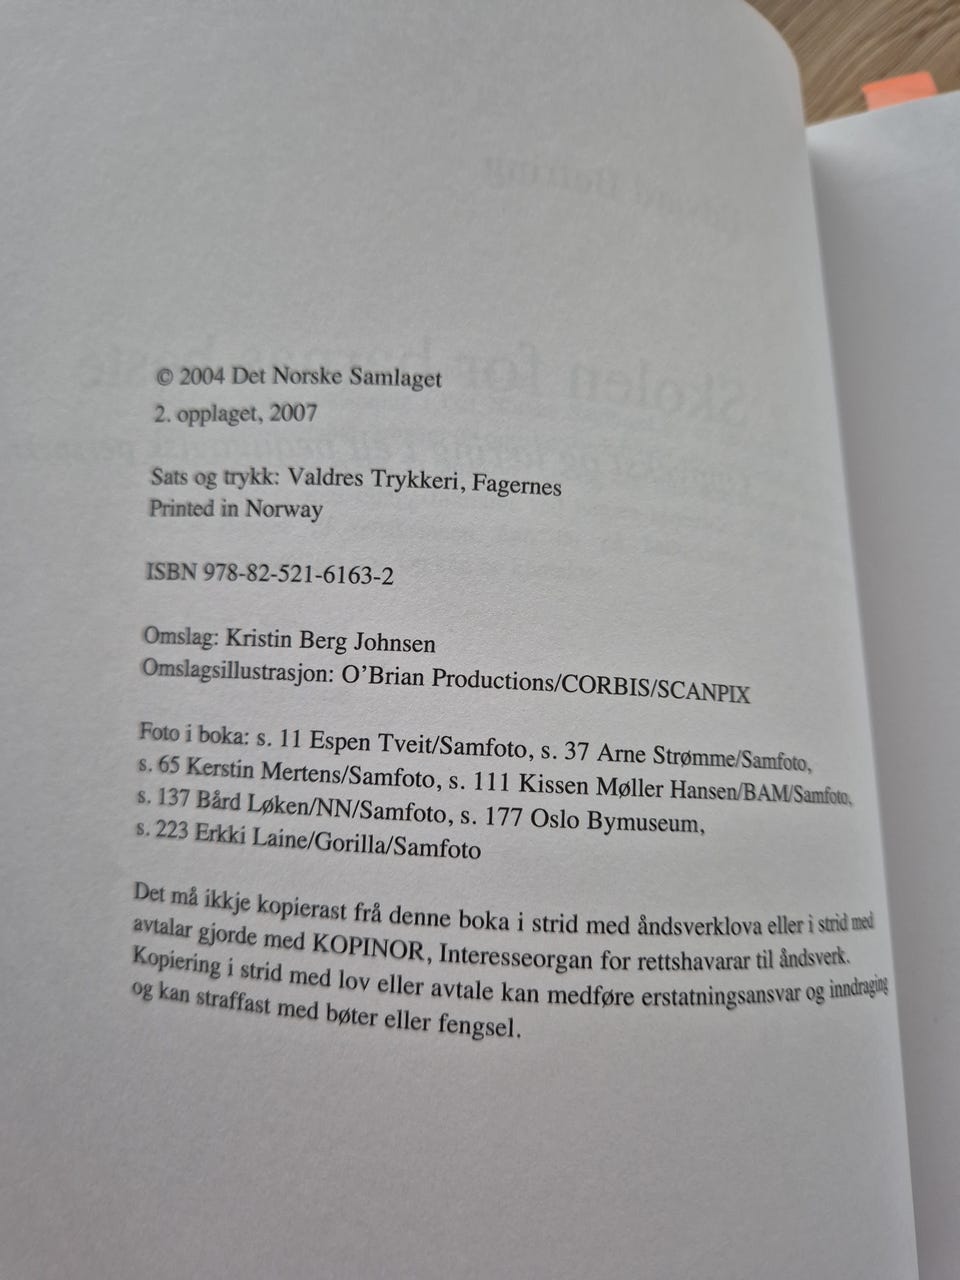 © 2004 Det Norske Samlaget
2. opplaget, 2007
Sats og trykk: Valdres Trykkeri, Fagernes
Printed in Norway
ISBN 978-82-521-6163-2
Omslag: Kristin Berg Johnsen
Omslagsillustrasjon: O’Brian Productions/CORBIS/SCANPIX
Foto i boka: s. 11 Espen Tveit/Samfoto, s. 37 Arne Strømme/Samfoto,
s. 65 Kerstin Mertens/Samfoto, s. 111 Kissen Møller Hansen/BAM/Samfoto,
s. 137 Bård Løken/NN/Samfoto, s. 177 Oslo Bymuseum,
s. 223 Erkki Laine/Gorilla/Samfoto
Det må ikkje kopierast frå denne boka i strid med åndsverklova eller i strid med
avtalar gjorde med KOPINOR, Interesseorgan for rettshavarar til åndsverk.
Kopiering i strid med lov eller avtale kan medføre erstatningsansvar og inndraging
og kan straffast med bøter eller fengsel.